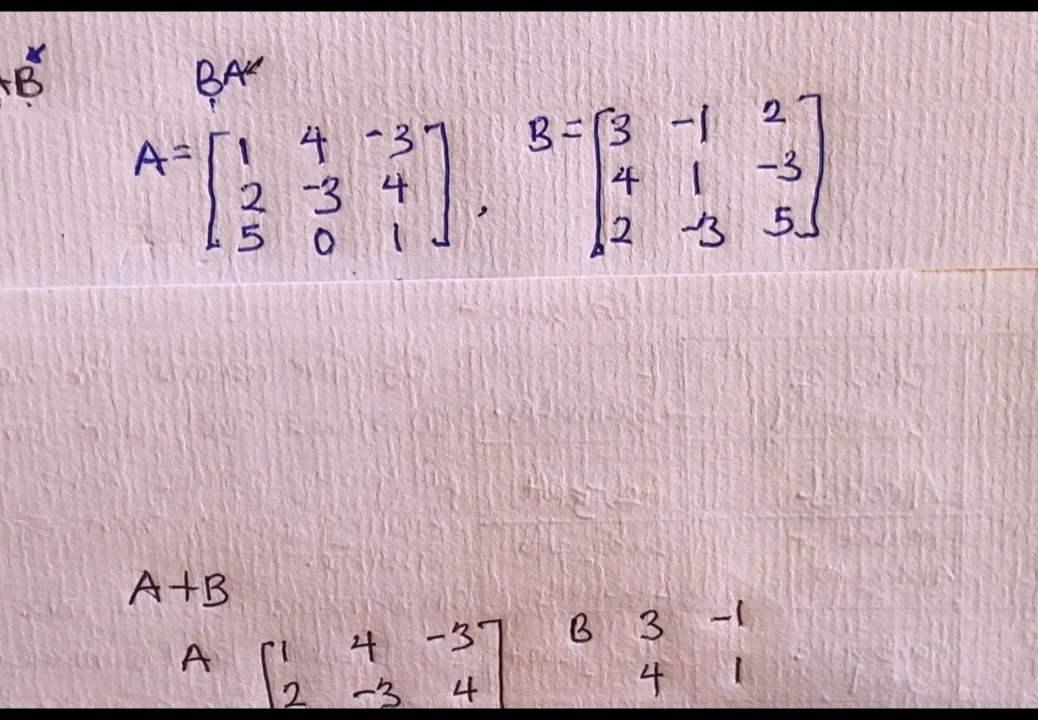 +B BA
A = [ 1 4 -3 ] , B = [ 3 -1 2 ]
2 -3 4 4 1 -3
5 0 1 2 -3 5
A+B
A [ 1 4 -3 ] B 3 -1
2 -3 4 4 1